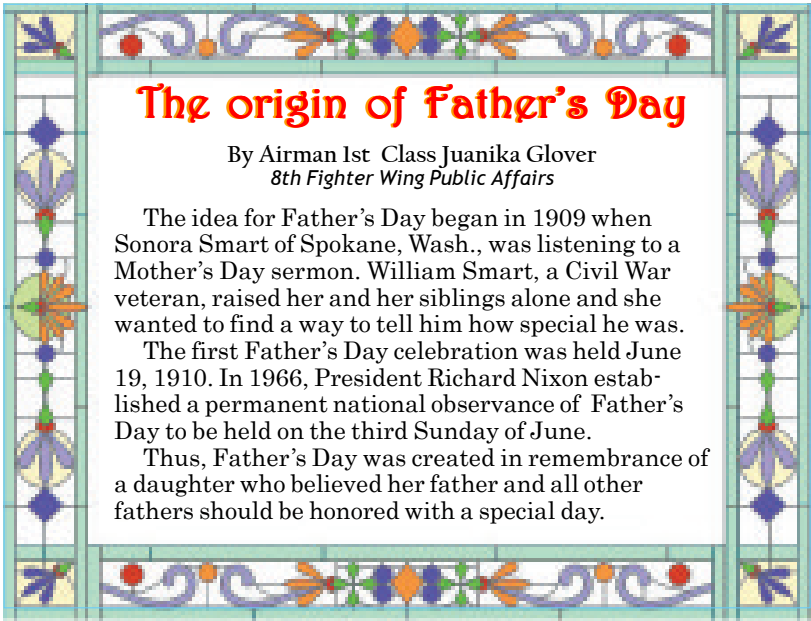 The origin of Father's Day
By Airman 1st Class Juanika Glover
8th Fighter Wing Public Affairs
The idea for Father's Day began in 1909 when
Sonora Smart of Spokane, Wash., was listening to a
Mother's Day sermon. William Smart, a Civil War
veteran, raised her and her siblings alone and she
wanted to find a way to tell him how special he was.
The first Father's Day celebration was held June
19, 1910. In 1966, President Richard Nixon estab-
lished a permanent national observance of Father's
Day to be held on the third Sunday of June.
Thus, Father's Day was created in remembrance of
a daughter who believed her father and all other
fathers should be honored with a special day.